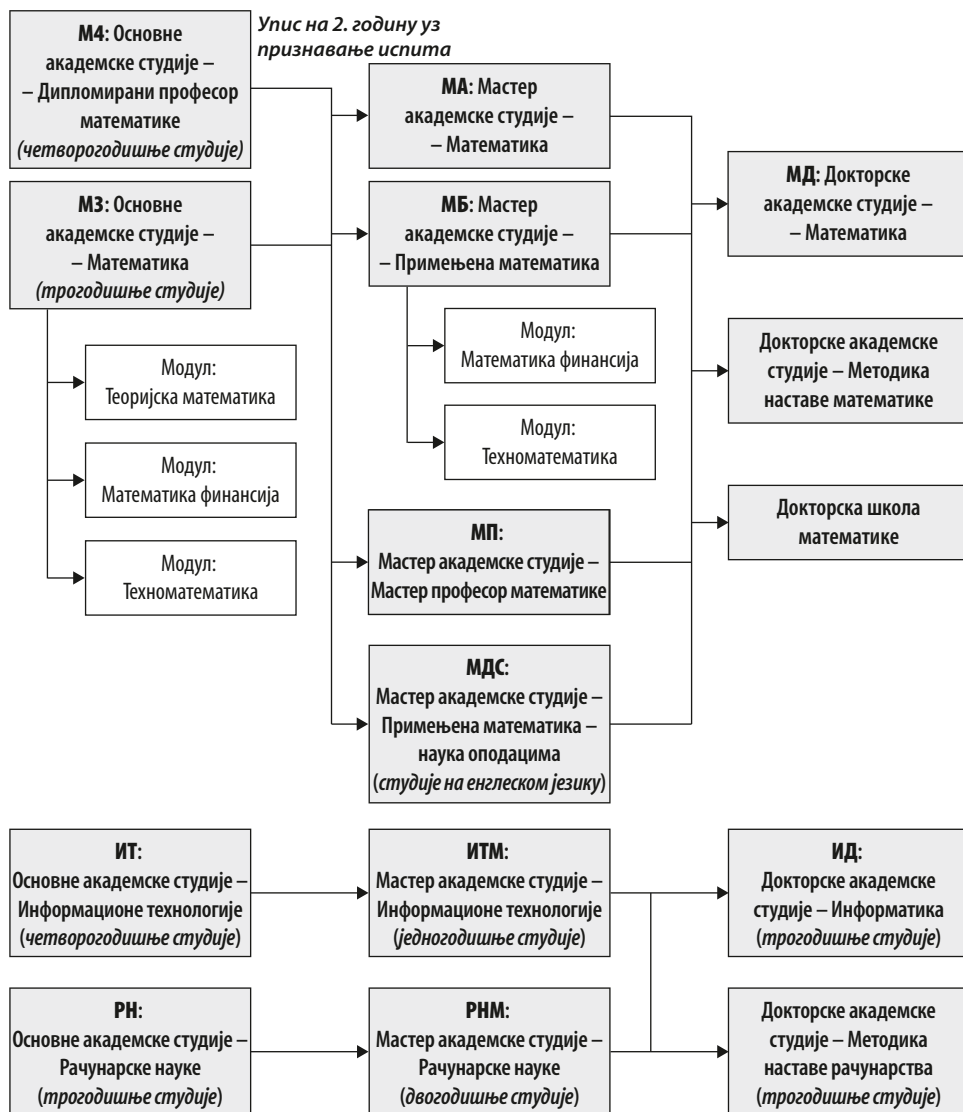 М4: Основне
академске студије –
– Дипломирани професор
математике
(четворогодишње студије)
Упис на 2. годину уз
признавање испита
МА: Мастер
академске студије –
– Математика
М3: Основне
академске студије –
– Математика
(трогодишње студије)
МБ: Мастер
академске студије –
– Примењена математика
МД: Докторске
академске студије –
– Математика
Модул:
Теоријска математика
Модул:
Математика финансија
Модул:
Техноматематика
Модул:
Математика финансија
Модул:
Техноматематика
Докторске академске
студије – Методика
наставе математике
Докторска школа
математике
МП:
Мастер академске студије –
Мастер професор математике
МДС:
Мастер академске студије –
Примењена математика –
наука оподацима
(студије на енглеском језику)
ИТ:
Основне академске студије –
Информационе технологије
(четворогодишње студије)
ИТМ:
Мастер академске студије –
Информационе технологије
(једногодишње студије)
ИД:
Докторске академске
студије – Информатика
(трогодишње студије)
РН:
Основне академске студије –
Рачунарске науке
(трогодишње студије)
РНМ:
Мастер академске студије –
Рачунарске науке
(двогодишње студије)
Докторске академске
студије – Методика
наставе рачунарства
(трогодишње студије)